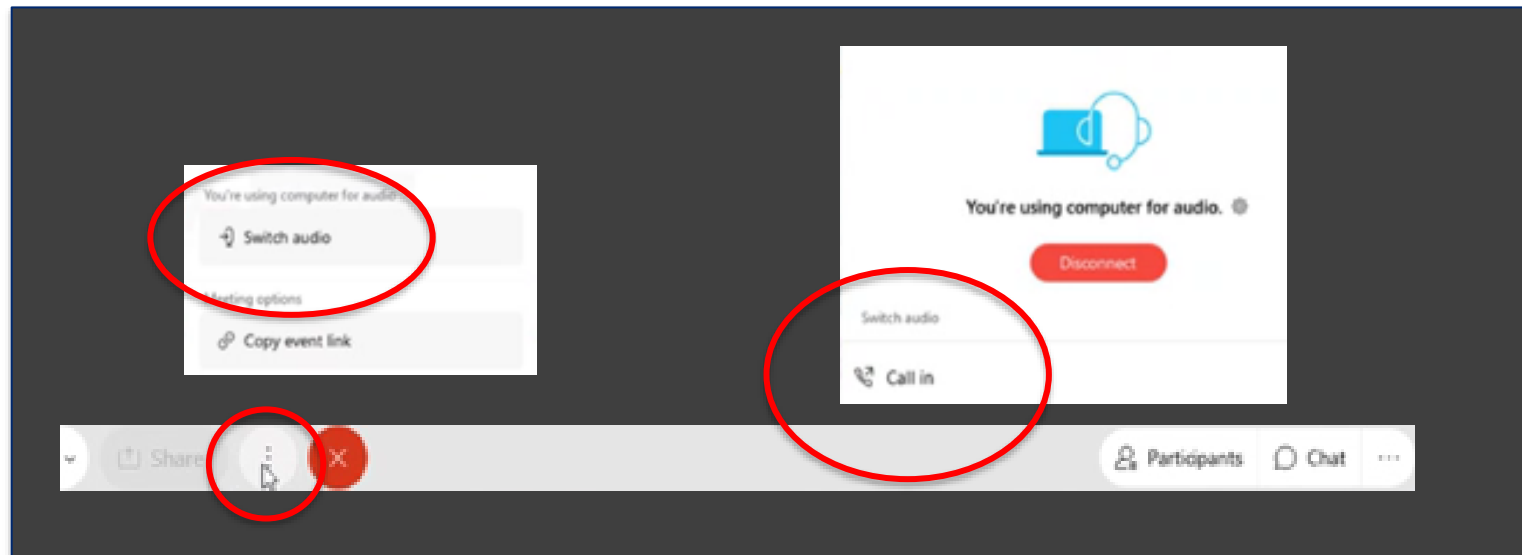 You're using computer for audio
Switch audio
Meeting options
Copy event link
You're using computer for audio.
Disconnect
Switch audio
Call in
Share
Participants
Chat